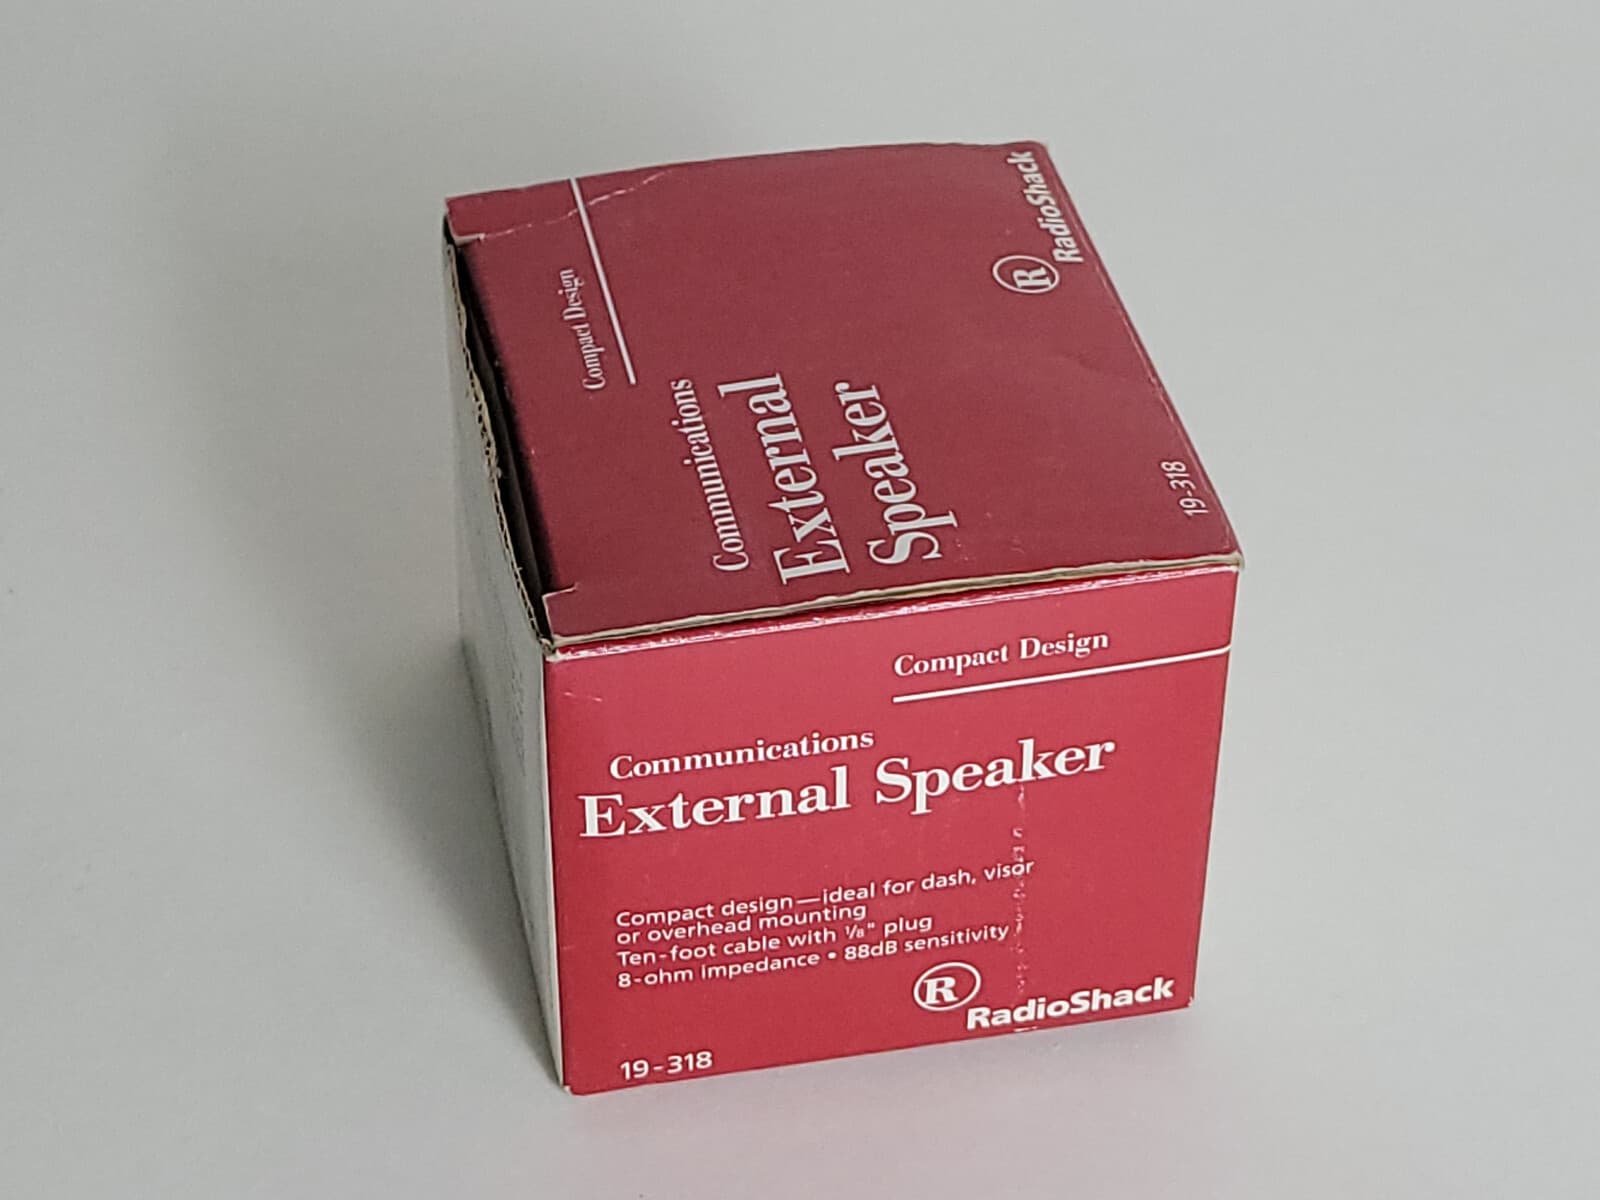 Compact Design
Communications
External
Speaker
Ⓡ
RadioShack
19-318
Compact Design
Communications
External Speaker
Compact design—ideal for dash, visor
or overhead mounting
Ten-foot cable with ⅛" plug
8-ohm impedance • 88dB sensitivity
Ⓡ
RadioShack
19-318